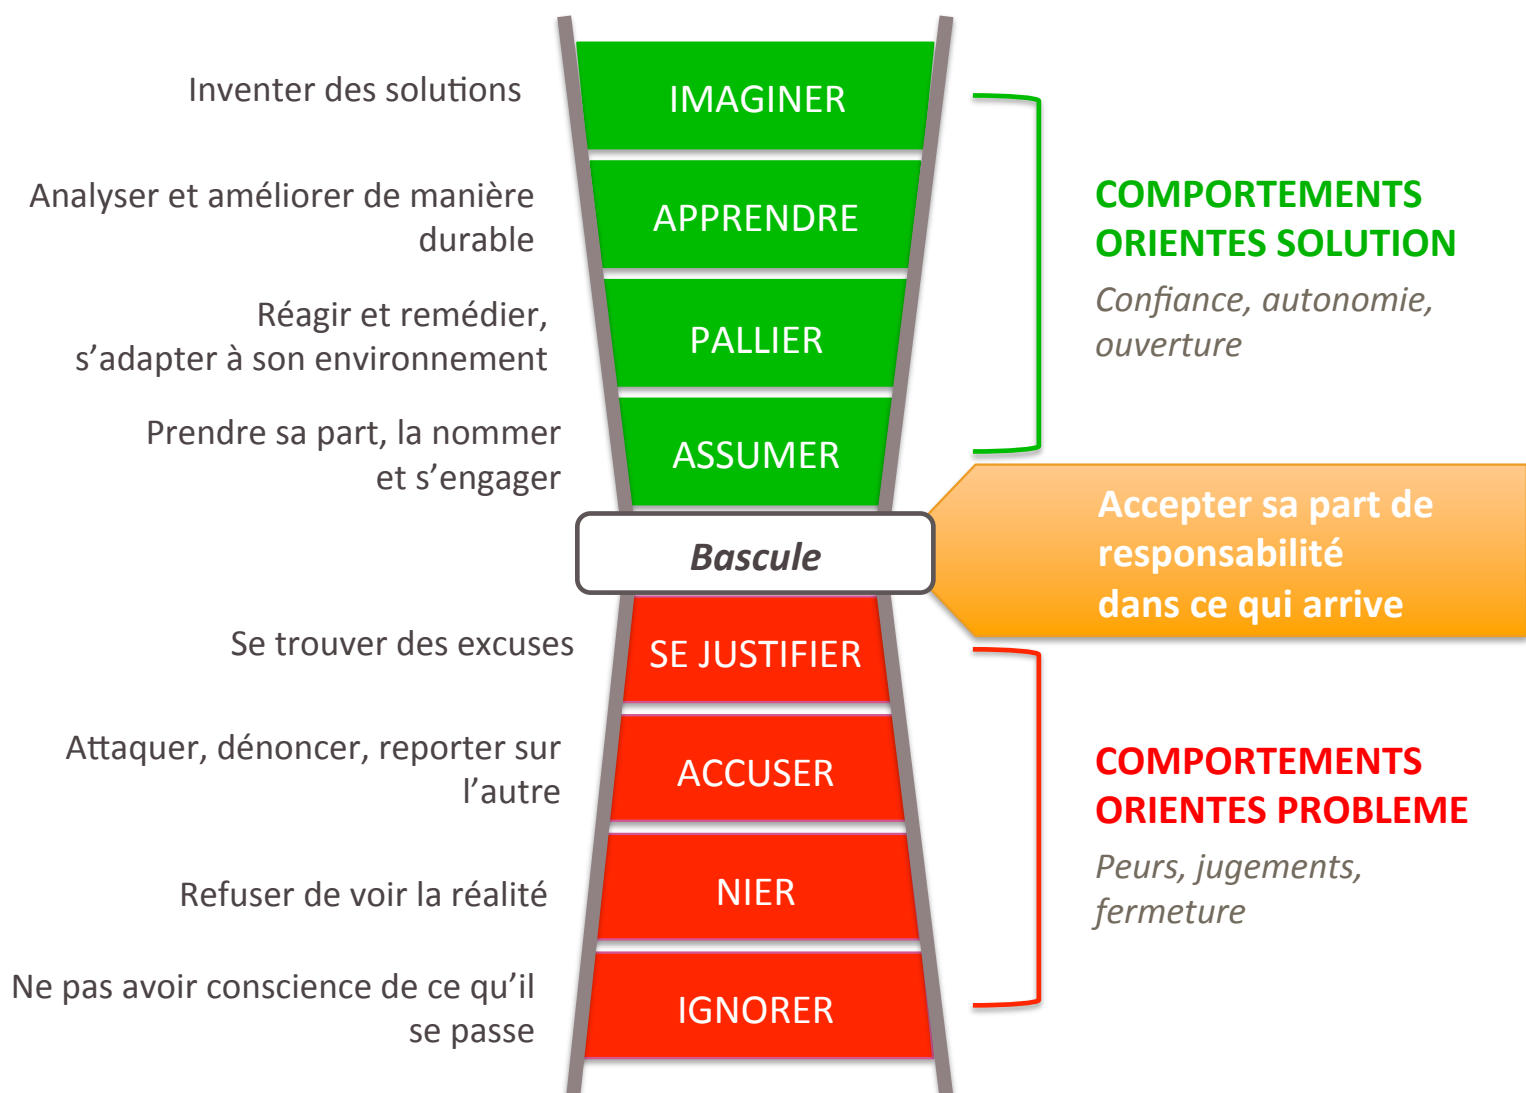 Inventer des solutions
IMAGINER
Analyser et améliorer de manière
durable
APPRENDRE
COMPORTEMENTS
ORIENTES SOLUTION
Confiance, autonomie,
ouverture
Réagir et remédier,
s’adapter à son environnement
PALLIER
Prendre sa part, la nommer
et s’engager
ASSUMER
Bascule
Accepter sa part de
responsabilité
dans ce qui arrive
Se trouver des excuses
SE JUSTIFIER
Attaquer, dénoncer, reporter sur
l’autre
ACCUSER
COMPORTEMENTS
ORIENTES PROBLEME
Peurs, jugements,
fermeture
Refuser de voir la réalité
NIER
Ne pas avoir conscience de ce qu’il
se passe
IGNORER